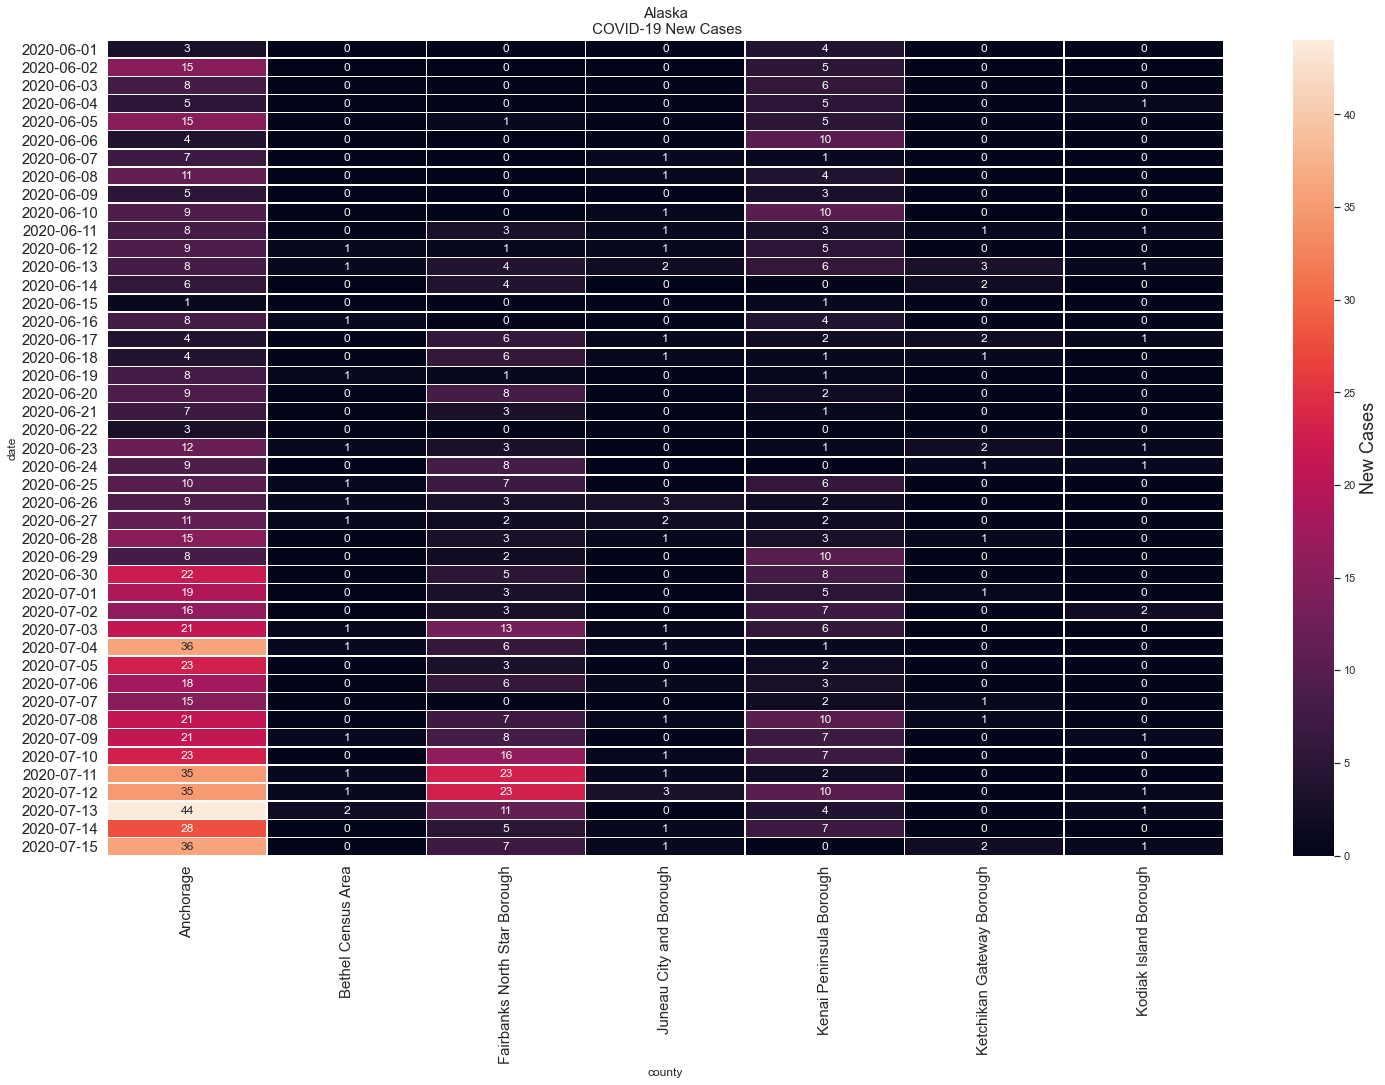 Alaska
COVID-19 New Cases
2020-06-01 3 0 0 0 4 0 0
2020-06-02 15 0 0 0 5 0 0
2020-06-03 8 0 0 0 6 0 0
2020-06-04 5 0 0 0 5 0 1
2020-06-05 15 0 1 0 5 0 0
2020-06-06 4 0 0 0 10 0 0
2020-06-07 7 0 0 1 1 0 0
2020-06-08 11 0 0 1 4 0 0
2020-06-09 5 0 0 0 3 0 0
2020-06-10 9 0 0 1 10 0 0
2020-06-11 8 0 3 1 3 1 1
2020-06-12 9 1 1 1 5 0 0
2020-06-13 8 1 4 2 6 3 1
2020-06-14 6 0 4 0 0 2 0
2020-06-15 1 0 0 0 1 0 0
2020-06-16 8 1 0 0 4 0 0
2020-06-17 4 0 6 1 2 2 1
2020-06-18 4 0 6 1 1 1 0
2020-06-19 8 1 1 0 1 0 0
2020-06-20 9 0 8 0 2 0 0
2020-06-21 7 0 3 0 1 0 0
2020-06-22 3 0 0 0 0 0 0
2020-06-23 12 1 3 0 1 2 1
2020-06-24 9 0 8 0 0 1 1
2020-06-25 10 1 7 0 6 0 0
2020-06-26 9 1 3 3 2 0 0
2020-06-27 11 1 2 2 2 0 0
2020-06-28 15 0 3 1 3 1 0
2020-06-29 8 0 2 0 10 0 0
2020-06-30 22 0 5 0 8 0 0
2020-07-01 19 0 3 0 5 1 0
2020-07-02 16 0 3 0 7 0 2
2020-07-03 21 1 13 1 6 0 0
2020-07-04 36 1 6 1 1 0 0
2020-07-05 23 0 3 0 2 0 0
2020-07-06 18 0 6 1 3 0 0
2020-07-07 15 0 0 0 2 1 0
2020-07-08 21 0 7 1 10 1 0
2020-07-09 21 1 8 0 7 0 1
2020-07-10 23 0 16 1 7 0 0
2020-07-11 35 1 23 1 2 0 0
2020-07-12 35 1 23 3 10 0 1
2020-07-13 44 2 11 0 4 0 1
2020-07-14 28 0 5 1 7 0 0
2020-07-15 36 0 7 1 0 2 1
date
Anchorage
Bethel Census Area
Fairbanks North Star Borough
Juneau City and Borough
Kenai Peninsula Borough
Ketchikan Gateway Borough
Kodiak Island Borough
county
40
35
30
25
20
15
10
5
0
New Cases